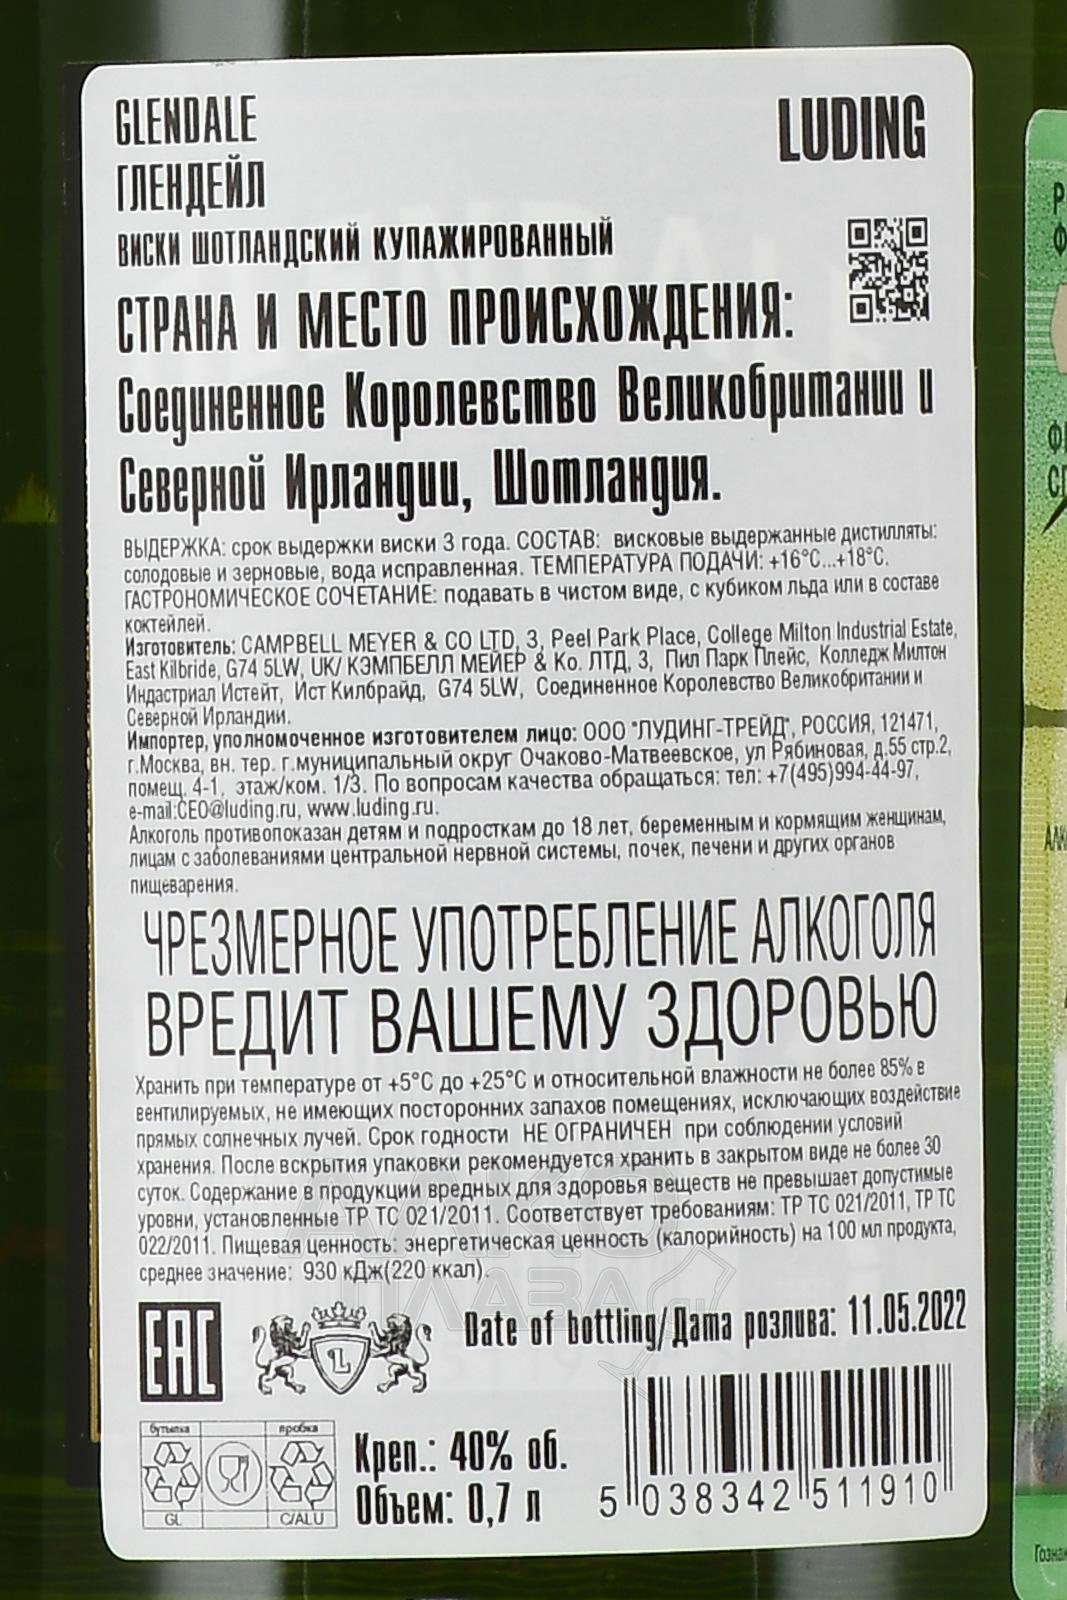 GLENDALE
LUDING
ГЛЕНДЕЙЛ
ВИСКИ ШОТЛАНДСКИЙ КУПАЖИРОВАННЫЙ
СТРАНА И МЕСТО ПРОИСХОЖДЕНИЯ:
Соединенное Королевство Великобритании и
Северной Ирландии, Шотландия.
ВЫДЕРЖКА: срок выдержки виски 3 года. СОСТАВ: висковые выдержанные дистилляты:
солодовые и зерновые, вода исправленная. ТЕМПЕРАТУРА ПОДАЧИ: +16°С...+18°С.
ГАСТРОНОМИЧЕСКОЕ СОЧЕТАНИЕ: подавать в чистом виде, с кубиком льда или в составе
коктейлей.
Изготовитель: CAMPBELL MEYER & CO LTD, 3, Peel Park Place, College Milton Industrial Estate,
East Kilbride, G74 5LW, UK/ КЭМПБЕЛЛ МЕЙЕР & Ко. ЛТД, 3, Пил Парк Плейс, Колледж Милтон
Индастриал Истейт, Ист Килбрайд, G74 5LW, Соединенное Королевство Великобритании и
Северной Ирландии.
Импортер, уполномоченное изготовителем лицо: ООО "ЛУДИНГ-ТРЕЙД", РОССИЯ, 121471,
г.Москва, вн. тер. г.муниципальный округ Очаково-Матвеевское, ул Рябиновая, д.55 стр.2,
помещ. 4-1, этаж/ком. 1/3. По вопросам качества обращаться: тел: +7(495)994-44-97,
e-mail:CEO@luding.ru, www.luding.ru.
Алкоголь противопоказан детям и подросткам до 18 лет, беременным и кормящим женщинам,
лицам с заболеваниями центральной нервной системы, почек, печени и других органов
пищеварения.
ЧРЕЗМЕРНОЕ УПОТРЕБЛЕНИЕ АЛКОГОЛЯ
ВРЕДИТ ВАШЕМУ ЗДОРОВЬЮ
Хранить при температуре от +5°С до +25°С и относительной влажности не более 85% в
вентилируемых, не имеющих посторонних запахов помещениях, исключающих воздействие
прямых солнечных лучей. Срок годности НЕ ОГРАНИЧЕН при соблюдении условий
хранения. После вскрытия упаковки рекомендуется хранить в закрытом виде не более 30
суток. Содержание в продукции вредных для здоровья веществ не превышает допустимые
уровни, установленные ТР ТС 021/2011. Соответствует требованиям: ТР ТС 021/2011, ТР ТС
022/2011. Пищевая ценность: энергетическая ценность (калорийность) на 100 мл продукта,
среднее значение: 930 кДж(220 ккал).
EAC
L
Date of bottling/Дата розлива: 11.05.2022
бутылка пробка
GL C/ALU
Креп.: 40% об.
Объем: 0,7 л
5 038342 511910
АЛКО
ПЛАЗА